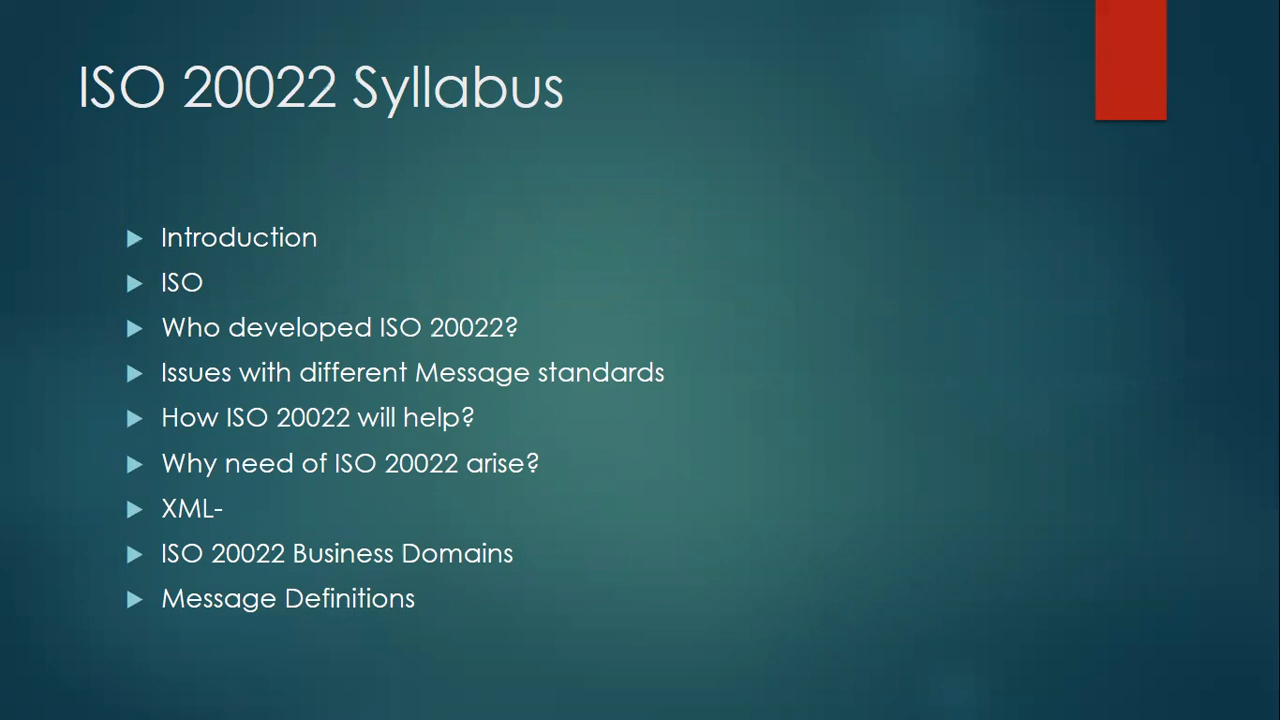 ISO 20022 Syllabus
Introduction
ISO
Who developed ISO 20022?
Issues with different Message standards
How ISO 20022 will help?
Why need of ISO 20022 arise?
XML-
ISO 20022 Business Domains
Message Definitions